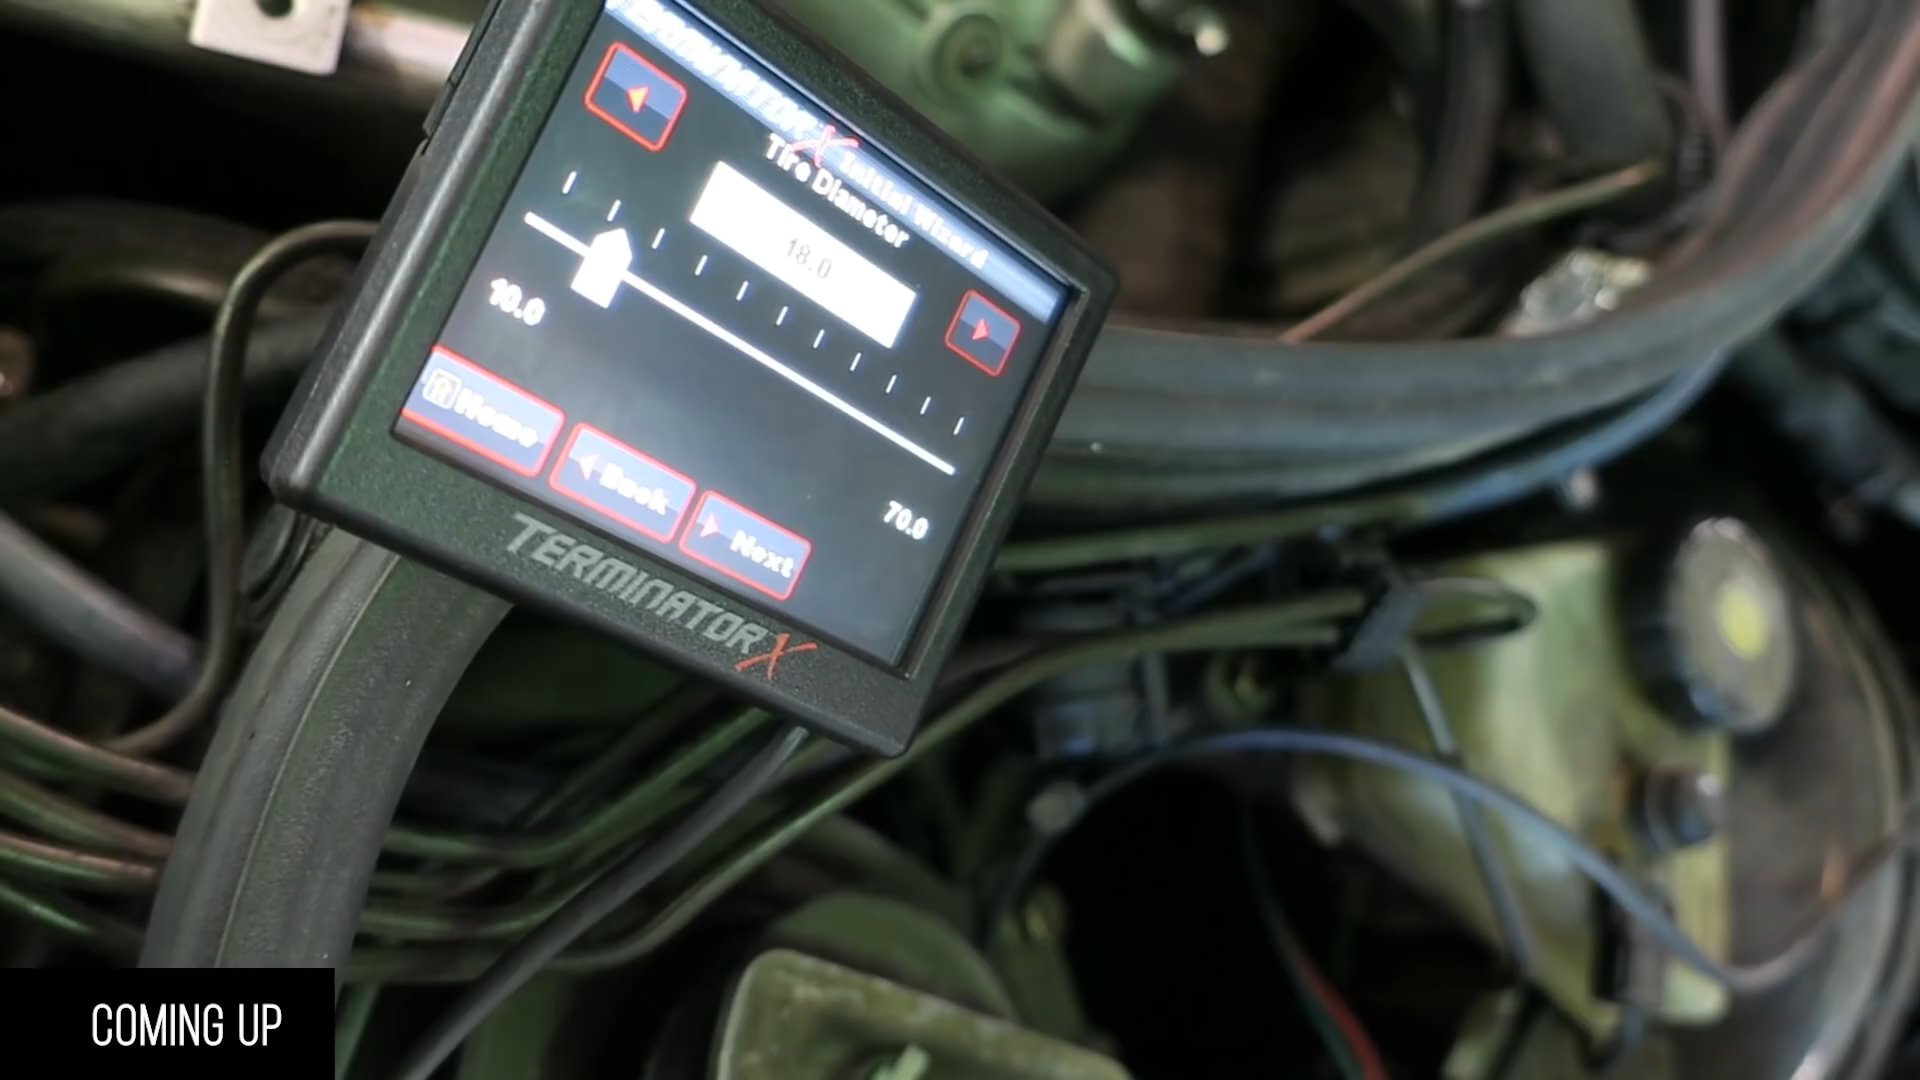 TERMINATOR X Initial Wizard
Tire Diameter
18.0
10.0
70.0
Home
Back
Next
TERMINATOR X
COMING UP